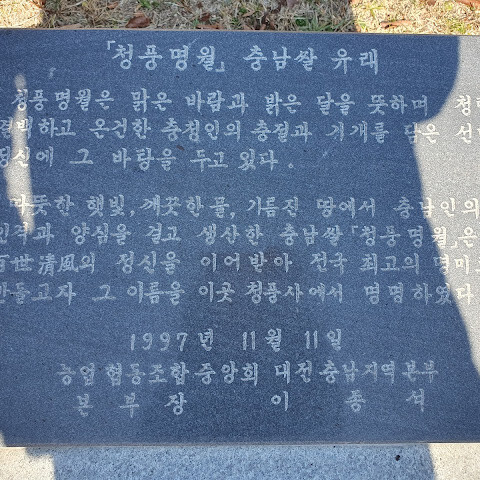 「청풍명월」 충남쌀 유래
청풍명월은 맑은 바람과 밝은 달을 뜻하며
결백하고 온건한 충청인의 충절과 기개를 담은
정신에 그 바탕을 두고 있다.
따뜻한 햇빛, 깨끗한 물, 기름진 땅에서 충남인의
인격과 양심을 걸고 생산한 충남쌀 「청풍명월」은
百世清風의 정신을 이어받아 전국 최고의 명미로
만들고자 그 이름을 이곳 청풍사에서 명명하였다
1997년 11월 11일
농업협동조합중앙회 대전충남지역본부
본부장 이종석